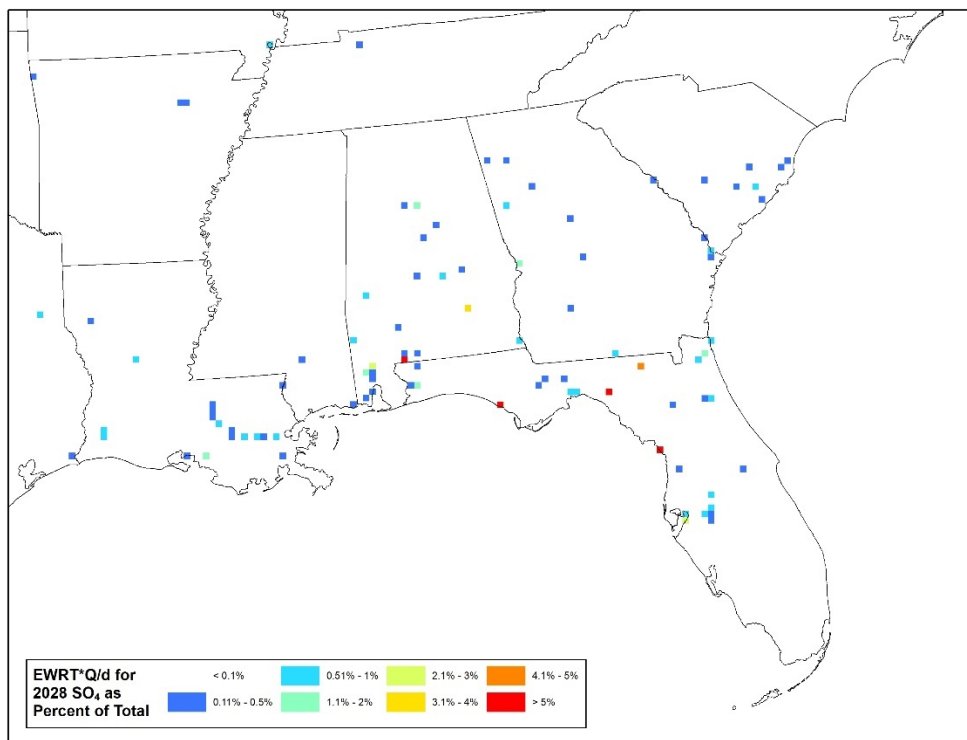 EWRT*Q/d for
2028 SO₄ as
Percent of Total
< 0.1%
0.51% - 1%
2.1% - 3%
4.1% - 5%
0.11% - 0.5%
1.1% - 2%
3.1% - 4%
> 5%